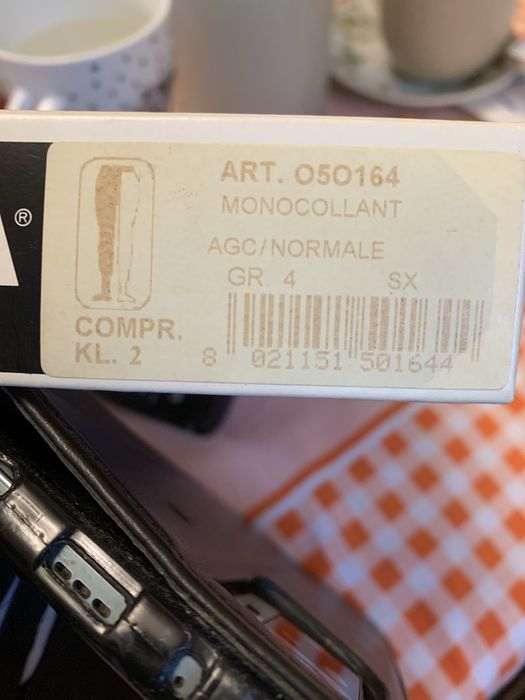 ®
ART. O5O164
MONOCOLLANT
AGC/NORMALE
GR. 4 SX
COMPR.
KL. 2
8 021151 501644